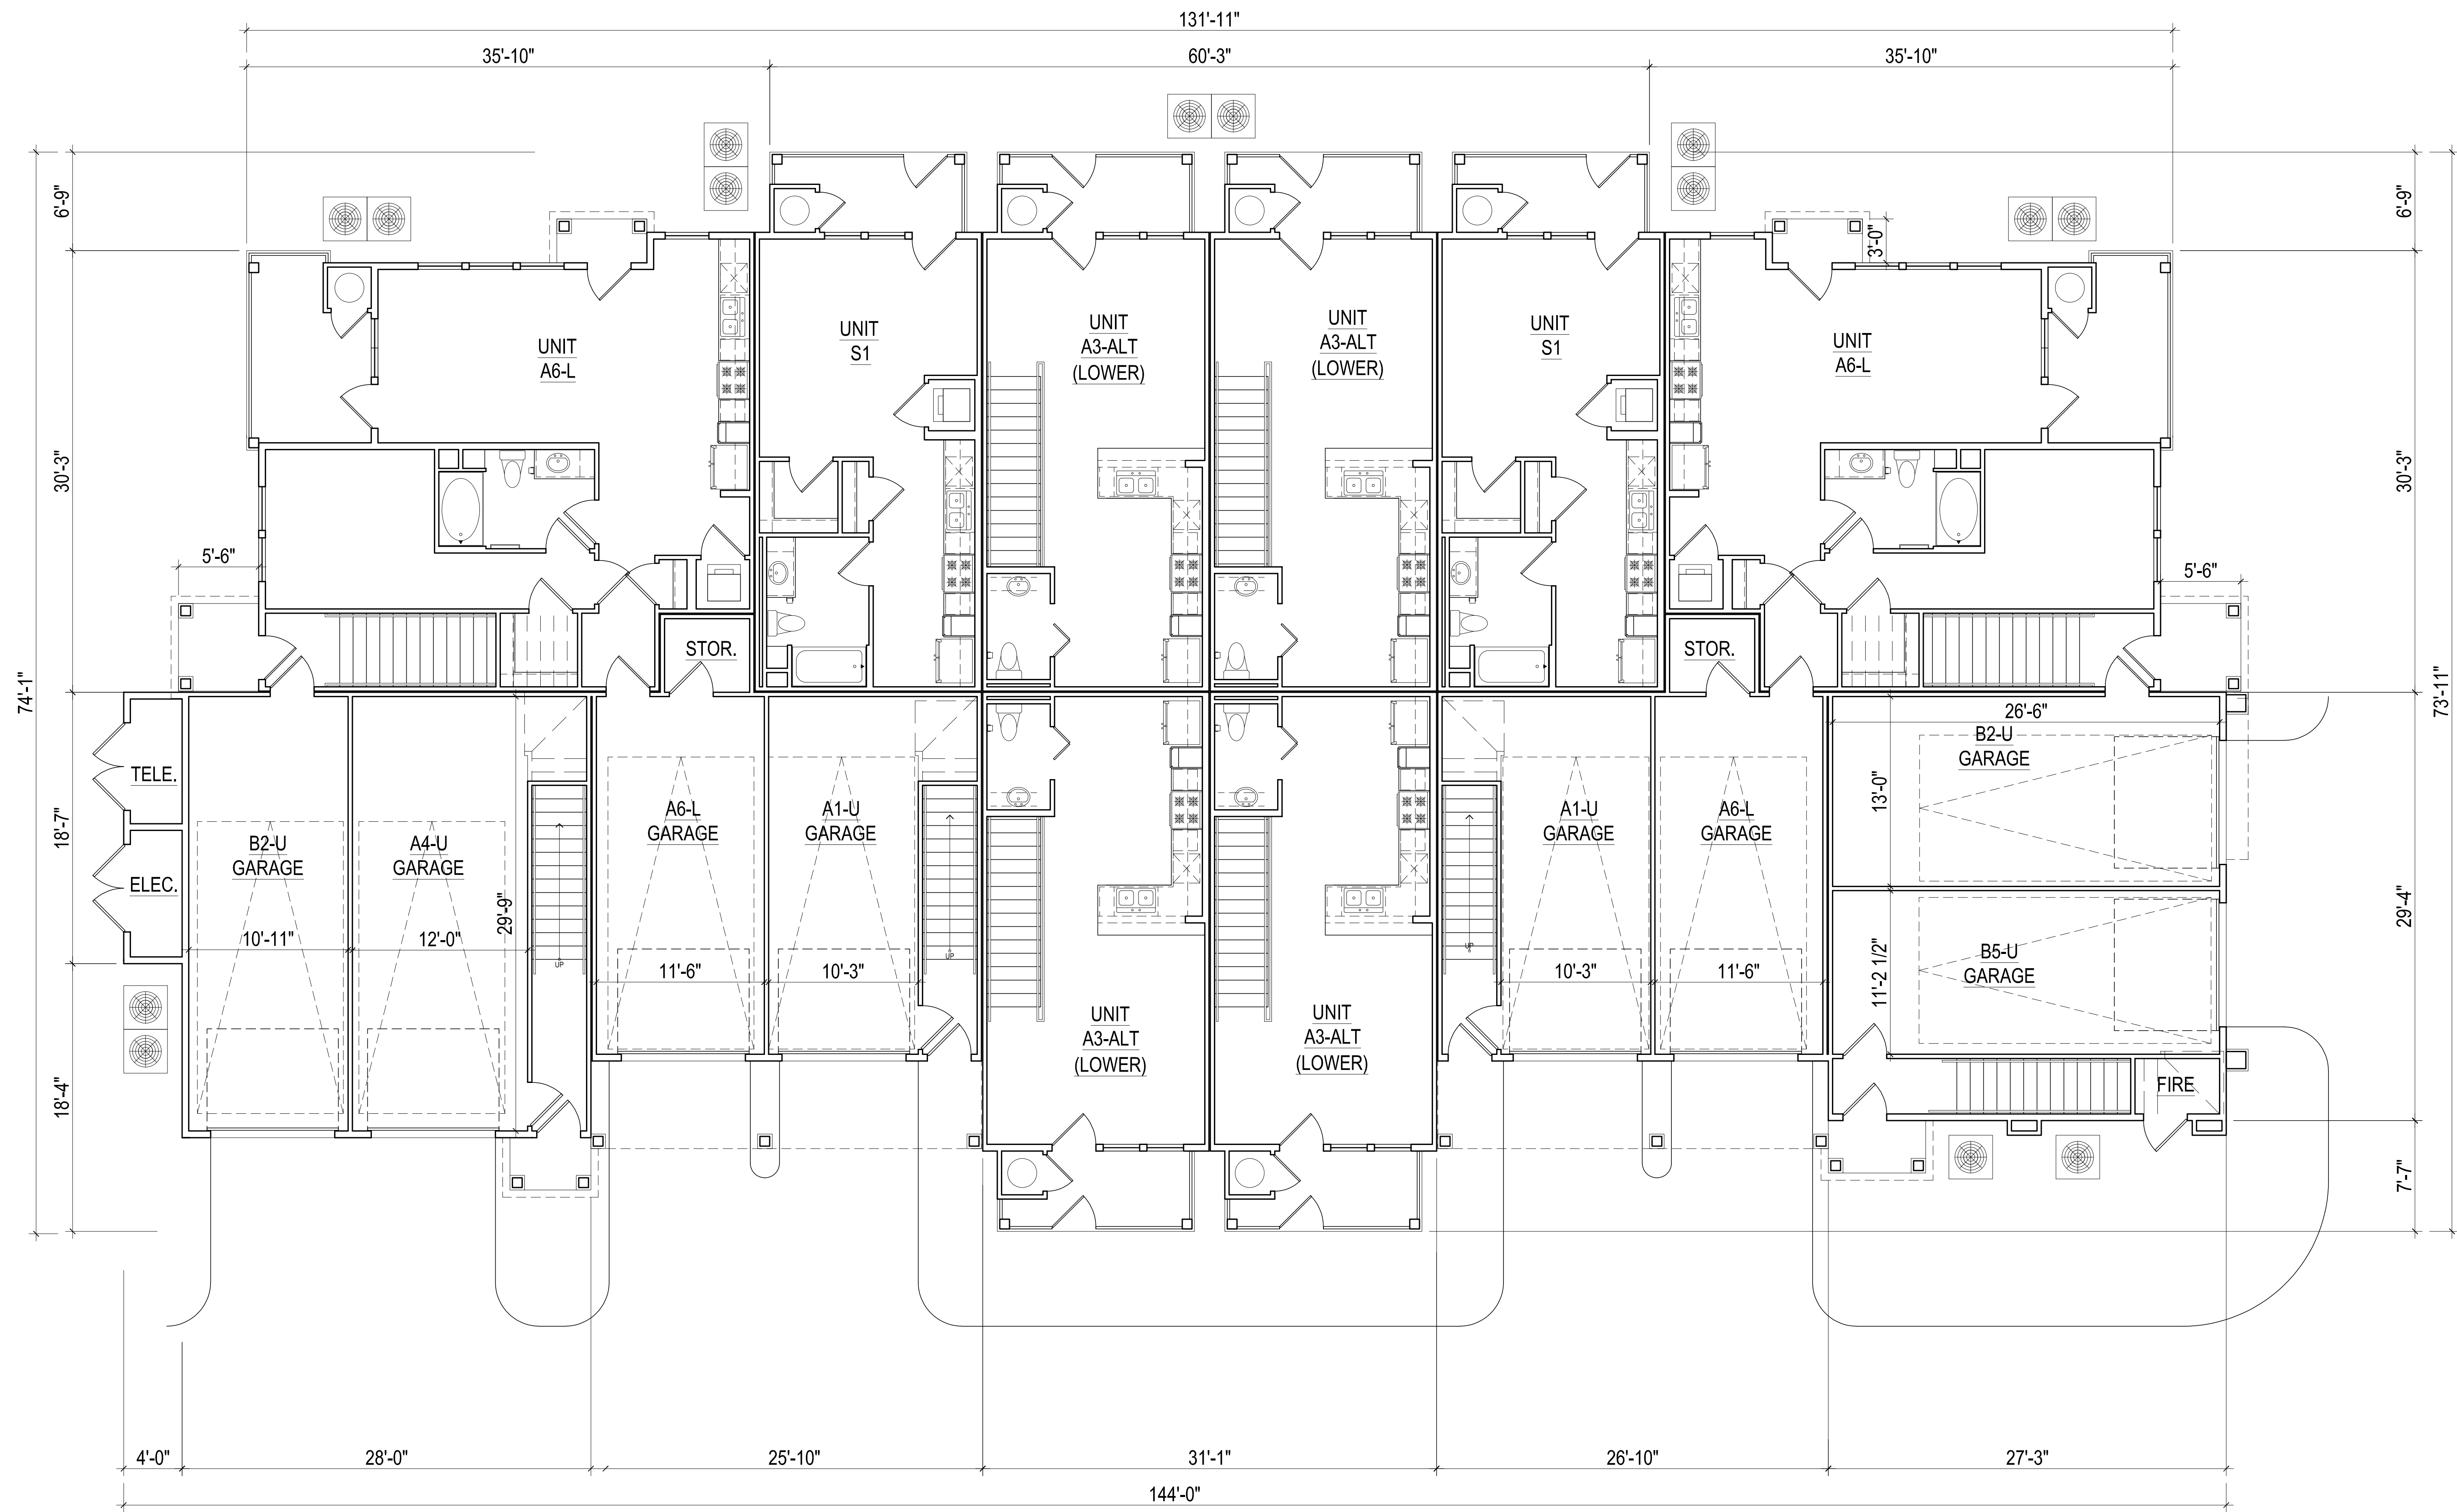 131'-11"
35'-10"
60'-3"
35'-10"
6'-9"
6'-9"
3'-0"
UNIT
A6-L
UNIT
S1
UNIT
A3-ALT
(LOWER)
UNIT
A3-ALT
(LOWER)
UNIT
S1
UNIT
A6-L
30'-3"
30'-3"
5'-6"
5'-6"
STOR.
STOR.
74'-1"
73'-11"
26'-6"
B2-U
GARAGE
TELE.
13'-0"
A6-L
GARAGE
A1-U
GARAGE
A1-U
GARAGE
A6-L
GARAGE
18'-7"
B2-U
GARAGE
A4-U
GARAGE
ELEC.
29'-9"
29'-4"
10'-11"
12'-0"
UP
UP
UP
11'-6"
10'-3"
10'-3"
11'-6"
11'-2 1/2"
B5-U
GARAGE
UNIT
A3-ALT
(LOWER)
UNIT
A3-ALT
(LOWER)
FIRE
18'-4"
7'-7"
4'-0"
28'-0"
25'-10"
31'-1"
26'-10"
27'-3"
144'-0"